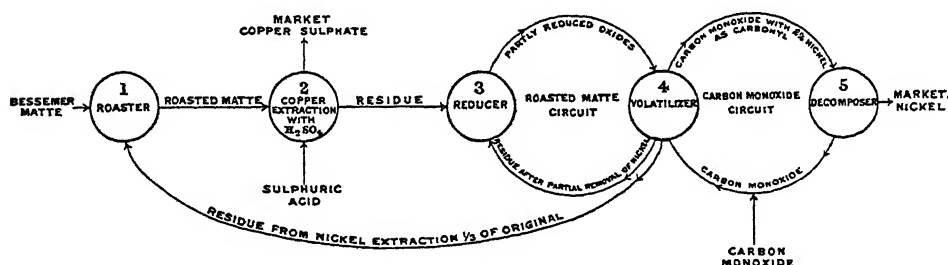 MARKET
COPPER SULPHATE
PARTLY REDUCED OXIDES
CARBON MONOXIDE WITH 2% NICKEL
AS CARBONYL
1
ROASTER
2
COPPER
EXTRACTION
WITH
H₂SO₄
3
REDUCER
4
VOLATILIZER
5
DECOMPOSER
BESSEMER
MATTE
ROASTED MATTE
RESIDUE
ROASTED MATTE
CIRCUIT
CARBON MONOXIDE
CIRCUIT
MARKET.
NICKEL
RESIDUE AFTER PARTIAL REMOVAL OF NICKEL
CARBON MONOXIDE
SULPHURIC
ACID
RESIDUE FROM NICKEL EXTRACTION 1/3 OF ORIGINAL
CARBON
MONOXIDE